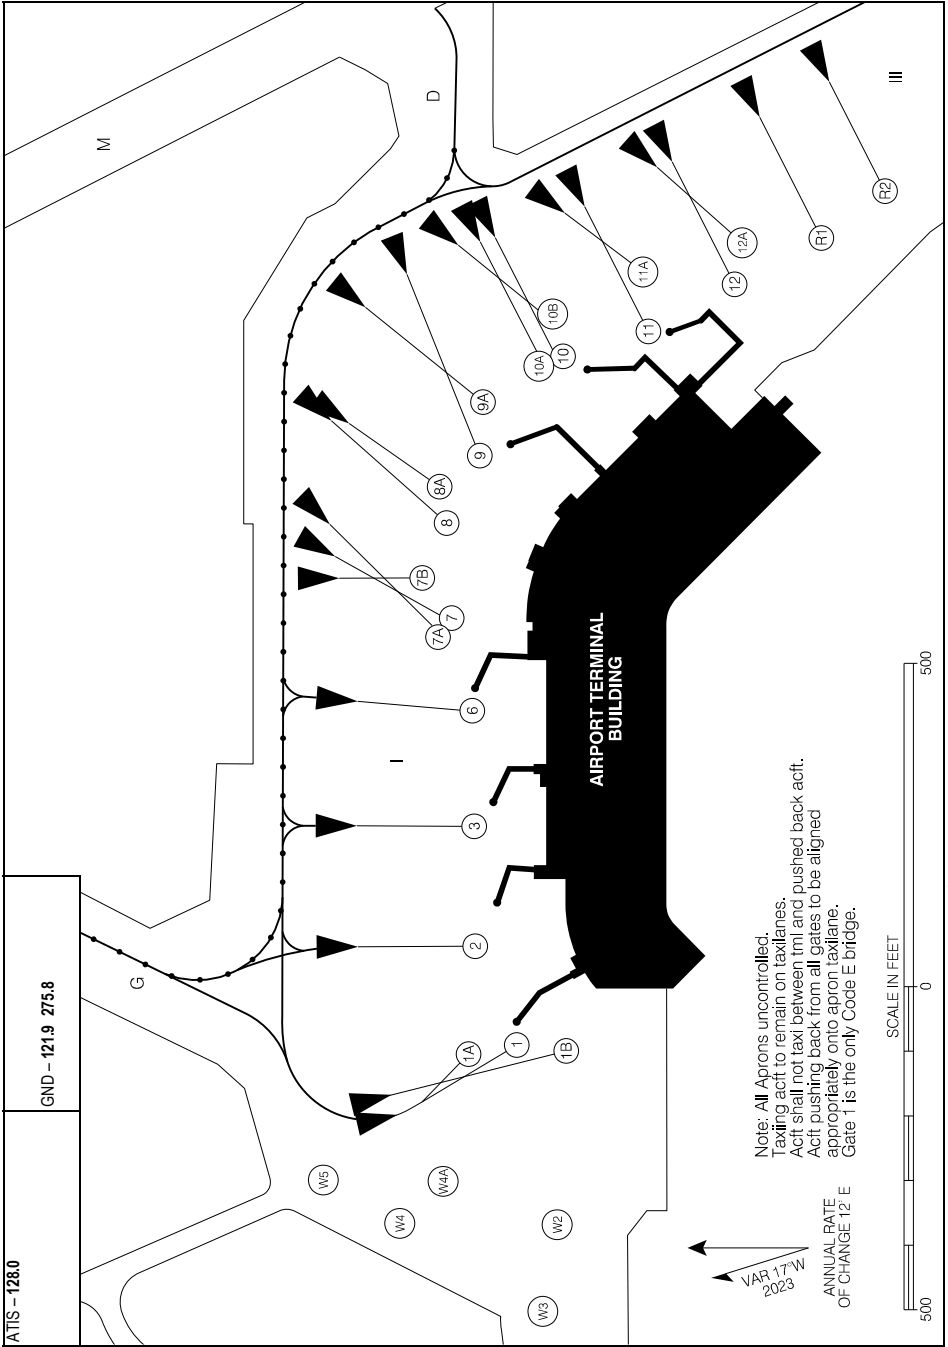 ATIS – 128.0
GND – 121.9 275.8
M
D
G
I
III
W5
W4
W4A
W3
W2
1A
1
1B
2
3
6
7A
7
7B
8
8A
9
9A
10A
10
10B
11
11A
12
12A
R1
R2
AIRPORT TERMINAL
BUILDING
Note: All Aprons uncontrolled.
Taxiing acft to remain on taxilanes.
Acft shall not taxi between tml and pushed back acft.
Acft pushing back from all gates to be aligned
appropriately onto apron taxilane.
Gate 1 is the only Code E bridge.
VAR 17°W
2023
ANNUAL RATE
OF CHANGE 12' E
SCALE IN FEET
500
0
500